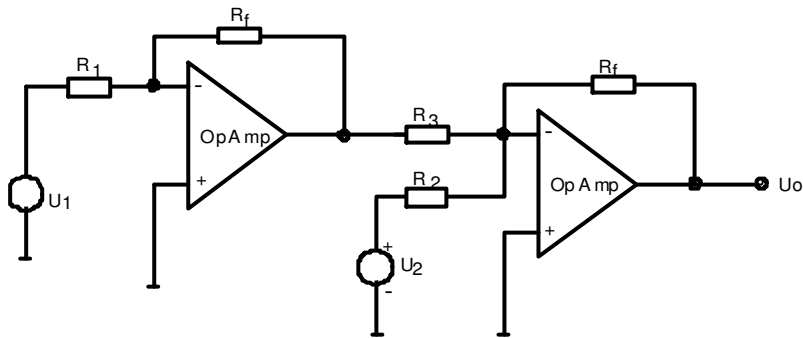 Rf
R1
-
OpAmp
+
U1
Rf
R3
-
OpAmp
+
Uo
R2
+
U2
-